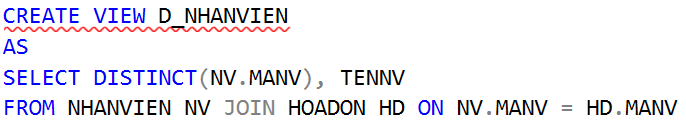 CREATE VIEW D_NHANVIEN
AS
SELECT DISTINCT(NV.MANV), TENNV
FROM NHANVIEN NV JOIN HOADON HD ON NV.MANV = HD.MANV